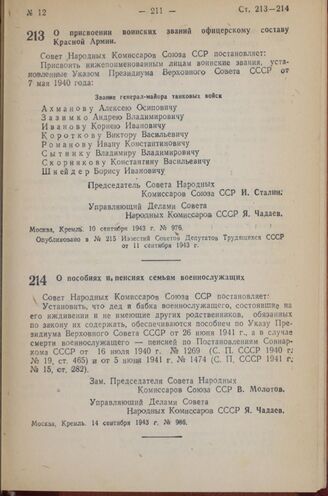 № 12
— 211 —
Ст. 213—214
213 О присвоении воинских званий офицерскому составу
Красной Армии.
Совет Народных Комиссаров Союза ССР постановляет:
Присвоить нижепоименованным лицам воинские звания, уста-
новленные Указом Президиума Верховного Совета СССР от
7 мая 1940 года:
Звание генерал-майора танковых войск
Ахманову Алексею Осиповичу
Зазимко Андрею Владимировичу
Иванову Корнею Ивановичу
Короткову Виктору Васильевичу
Романову Ивану Константиновичу
Сытнику Владимиру Владимировичу
Скорнякову Константину Васильевичу
Шнейдер Борису Ивановичу
Председатель Совета Народных
Комиссаров Союза ССР И. Сталин.
Управляющий Делами Совета
Народных Комиссаров СССР Я. Чадаев.
Москва, Кремль. 10 сентября 1943 г. № 976.
Опубликовано в № 215 Известий Советов Депутатов Трудящихся СССР
от 11 сентября 1943 г.
214 О пособиях и пенсиях семьям военнослужащих
Совет Народных Комиссаров Союза ССР постановляет:
Установить, что дед и бабка военнослужащего, состоявшие на
его иждивении и не имеющие других родственников, обязанных
по закону их содержать, обеспечиваются пособием по Указу Пре-
зидиума Верховного Совета СССР от 26 июня 1941 г., а в случае
смерти военнослужащего — пенсией по Постановлениям Совнар-
кома СССР от 16 июля 1940 г. № 1269 (С. П. СССР 1940 г.
№ 19, ст. 465) и от 5 июня 1941 г. № 1474 (С. П. СССР 1941 г.
№ 15, ст. 282).
Зам. Председателя Совета Народных
Комиссаров Союза ССР В. Молотов.
Управляющий Делами Совета
Народных Комиссаров СССР Я. Чадаев.
Москва, Кремль. 14 сентября 1943 г. № 986.